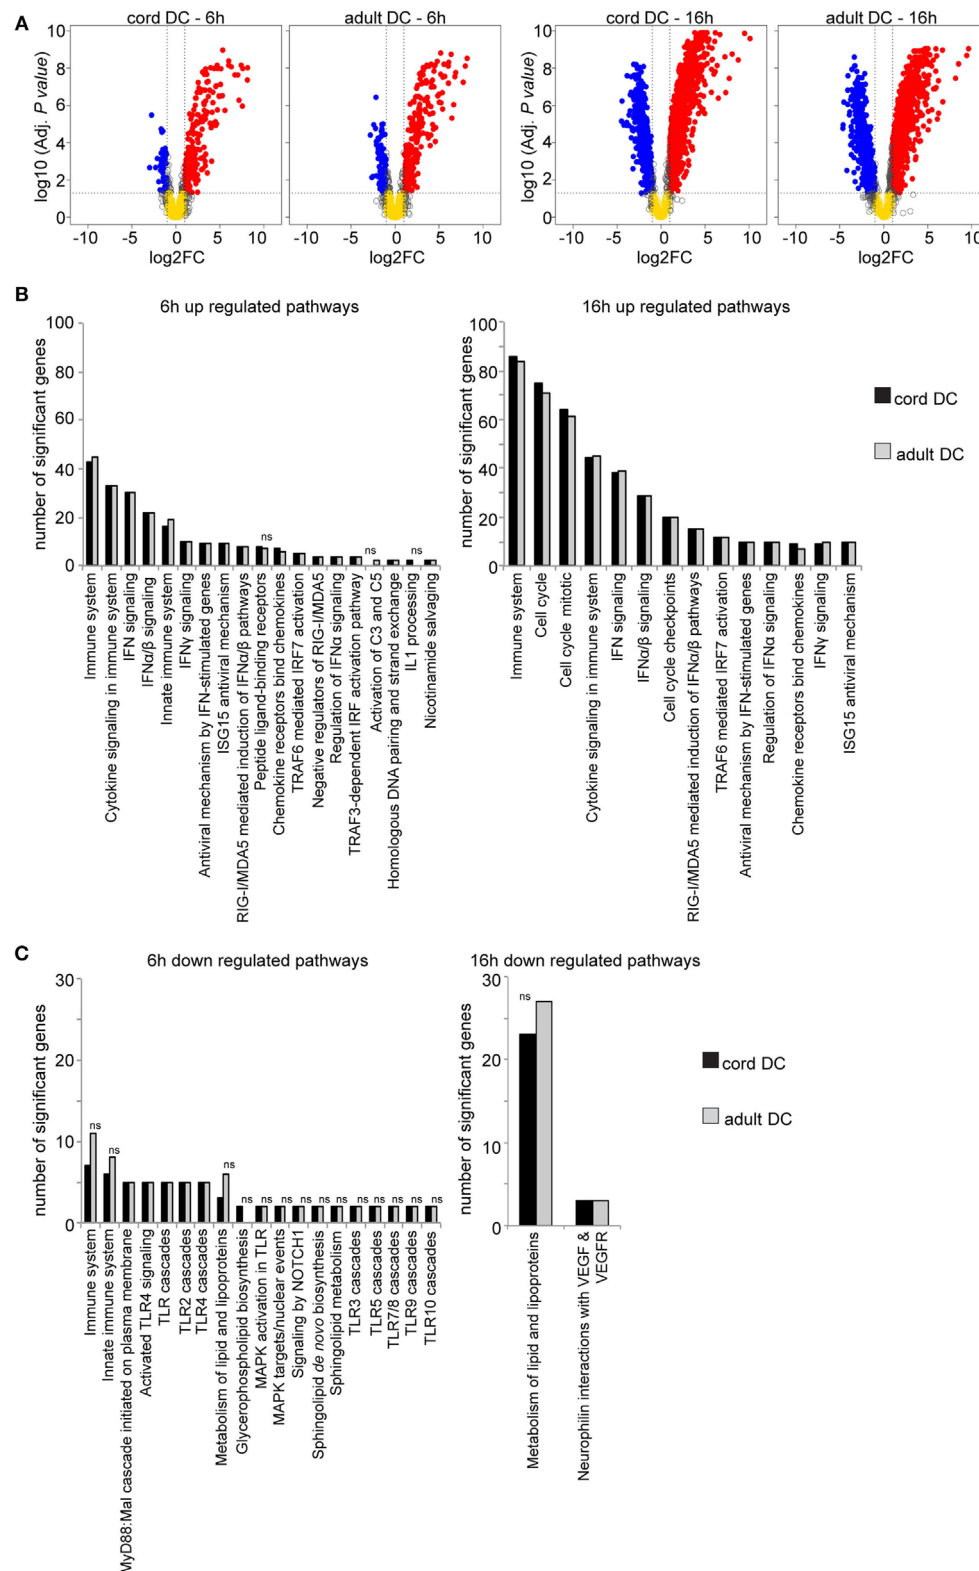 A
cord DC - 6h
adult DC - 6h
cord DC - 16h
adult DC - 16h
log10 (Adj. P value)
10
8
6
4
2
0
-10
-5
0
5
10
log2FC
-10
-5
0
5
10
log2FC
log10 (Adj. P value)
10
8
6
4
2
0
-10
-5
0
5
10
log2FC
-10
-5
0
5
10
log2FC
B
6h up regulated pathways
number of significant genes
100
80
60
40
20
0
ns
ns
ns
Immune system
Cytokine signaling in immune system
IFN signaling
IFNα/β signaling
Innate immune system
IFNγ signaling
Antiviral mechanism by IFN-stimulated genes
ISG15 antiviral mechanism
RIG-I/MDA5 mediated induction of IFNα/β pathways
Peptide ligand-binding receptors
Chemokine receptors bind chemokines
TRAF6 mediated IRF7 activation
Negative regulators of RIG-I/MDA5
Regulation of IFNα signaling
TRAF3-dependent IRF activation pathway
Activation of C3 and C5
Homologous DNA pairing and strand exchange
IL1 processing
Nicotinamide salvaging
16h up regulated pathways
number of significant genes
100
80
60
40
20
0
Immune system
Cell cycle
Cell cycle mitotic
Cytokine signaling in immune system
IFN signaling
IFNα/β signaling
Cell cycle checkpoints
RIG-I/MDA5 mediated induction of IFNα/β pathways
TRAF6 mediated IRF7 activation
Antiviral mechanism by IFN-stimulated genes
Regulation of IFNα signaling
Chemokine receptors bind chemokines
IFNγ signaling
ISG15 antiviral mechanism
cord DC
adult DC
C
6h down regulated pathways
number of significant genes
30
20
10
0
ns
ns
ns
ns
ns
ns
ns
ns
ns
ns
ns
ns
ns
ns
Immune system
Innate immune system
MyD88:Mal cascade initiated on plasma membrane
Activated TLR4 signaling
TLR cascades
TLR2 cascades
TLR4 cascades
Metabolism of lipid and lipoproteins
Glycerophospholipid biosynthesis
MAPK activation in TLR
MAPK targets/nuclear events
Signaling by NOTCH1
Sphingolipid de novo biosynthesis
Sphingolipid metabolism
TLR3 cascades
TLR5 cascades
TLR7/8 cascades
TLR9 cascades
TLR10 cascades
16h down regulated pathways
number of significant genes
30
20
10
0
ns
Metabolism of lipid and lipoproteins
Neurophilin interactions with VEGF &
VEGFR
cord DC
adult DC